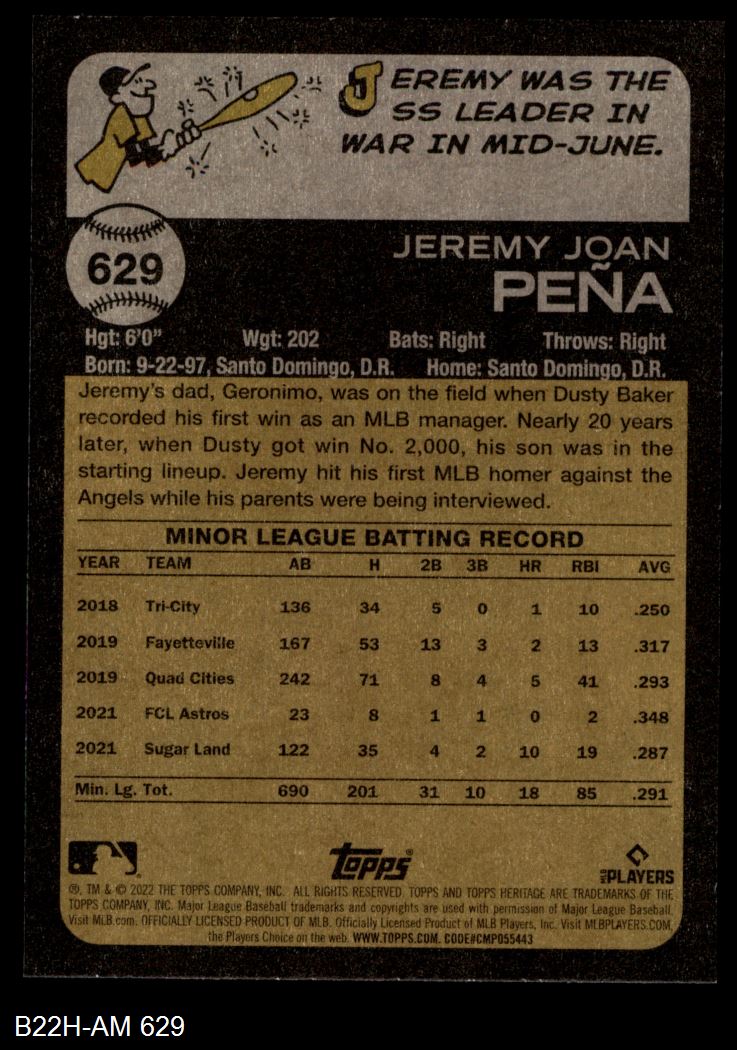 JEREMY WAS THE
SS LEADER IN
WAR IN MID-JUNE.
629
JEREMY JOAN
PEÑA
Hgt: 6'0" Wgt: 202 Bats: Right Throws: Right
Born: 9-22-97, Santo Domingo, D.R. Home: Santo Domingo, D.R.
Jeremy's dad, Geronimo, was on the field when Dusty Baker
recorded his first win as an MLB manager. Nearly 20 years
later, when Dusty got win No. 2,000, his son was in the
starting lineup. Jeremy hit his first MLB homer against the
Angels while his parents were being interviewed.
MINOR LEAGUE BATTING RECORD
YEAR TEAM AB H 2B 3B HR RBI AVG
2018 Tri-City 136 34 5 0 1 10 .250
2019 Fayetteville 167 53 13 3 2 13 .317
2019 Quad Cities 242 71 8 4 5 41 .293
2021 FCL Astros 23 8 1 1 0 2 .348
2021 Sugar Land 122 35 4 2 10 19 .287
Min. Lg. Tot. 690 201 31 10 18 85 .291
Topps® MLB PLAYERS
®, TM & © 2022 THE TOPPS COMPANY, INC. ALL RIGHTS RESERVED. TOPPS AND TOPPS HERITAGE ARE TRADEMARKS OF THE
TOPPS COMPANY, INC. Major League Baseball trademarks and copyrights are used with permission of Major League Baseball.
Visit MLB.com. OFFICIALLY LICENSED PRODUCT OF MLB. Officially Licensed Product of MLB Players, Inc. Visit MLBPLAYERS.COM,
the Players Choice on the web. WWW.TOPPS.COM. CODE#CMP055443
B22H-AM 629